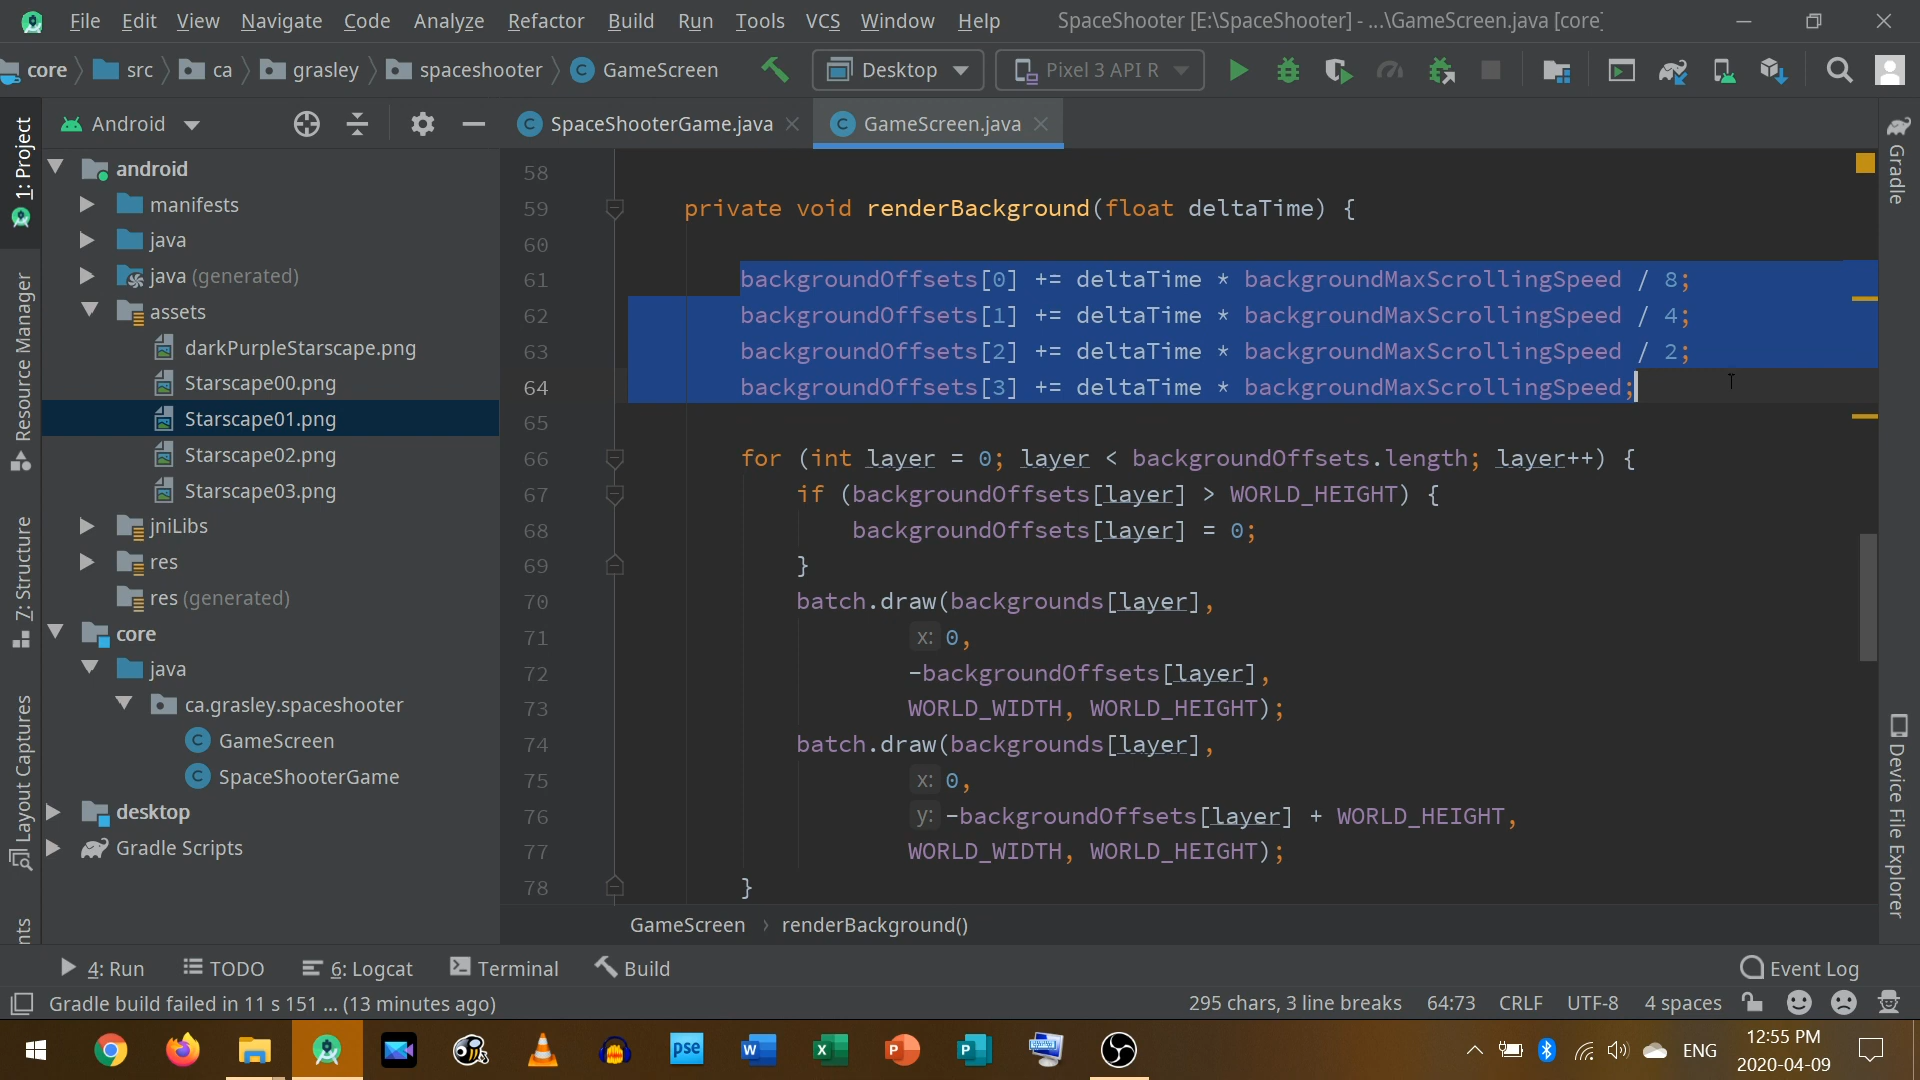 File Edit View Navigate Code Analyze Refactor Build Run Tools VCS Window Help SpaceShooter [E:\SpaceShooter] - ...\GameScreen.java [core]
core src ca grasley spaceshooter C GameScreen Desktop Pixel 3 API R
1: Project
Resource Manager
7: Structure
Layout Captures
Android
android
manifests
java
java (generated)
assets
darkPurpleStarscape.png
Starscape00.png
Starscape01.png
Starscape02.png
Starscape03.png
jniLibs
res
res (generated)
core
java
ca.grasley.spaceshooter
C GameScreen
C SpaceShooterGame
desktop
Gradle Scripts
C SpaceShooterGame.java C GameScreen.java
58
59 private void renderBackground(float deltaTime) {
60
61 backgroundOffsets[0] += deltaTime * backgroundMaxScrollingSpeed / 8;
62 backgroundOffsets[1] += deltaTime * backgroundMaxScrollingSpeed / 4;
63 backgroundOffsets[2] += deltaTime * backgroundMaxScrollingSpeed / 2;
64 backgroundOffsets[3] += deltaTime * backgroundMaxScrollingSpeed;
65
66 for (int layer = 0; layer < backgroundOffsets.length; layer++) {
67 if (backgroundOffsets[layer] > WORLD_HEIGHT) {
68 backgroundOffsets[layer] = 0;
69 }
70 batch.draw(backgrounds[layer],
71 x: 0,
72 -backgroundOffsets[layer],
73 WORLD_WIDTH, WORLD_HEIGHT);
74 batch.draw(backgrounds[layer],
75 x: 0,
76 y: -backgroundOffsets[layer] + WORLD_HEIGHT,
77 WORLD_WIDTH, WORLD_HEIGHT);
78 }
GameScreen › renderBackground()
Gradle
Device File Explorer
4: Run TODO 6: Logcat Terminal Build Event Log
Gradle build failed in 11 s 151 ... (13 minutes ago) 295 chars, 3 line breaks 64:73 CRLF UTF-8 4 spaces
pse W X P P ENG 12:55 PM
2020-04-09